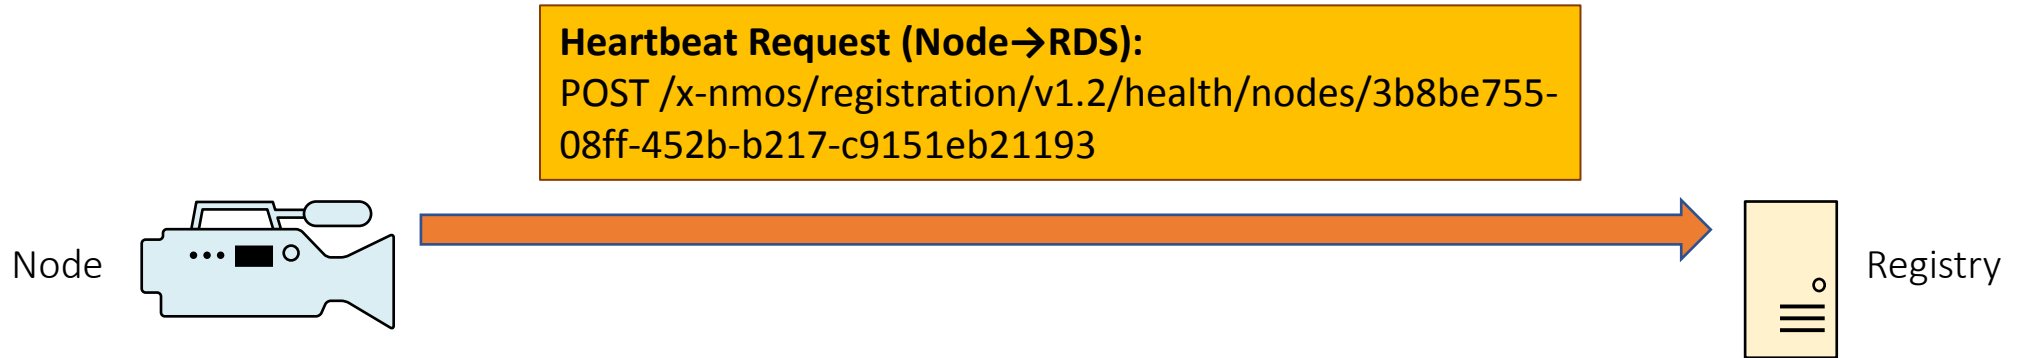 Heartbeat Request (Node→RDS):
POST /x-nmos/registration/v1.2/health/nodes/3b8be755-
08ff-452b-b217-c9151eb21193
Node
Registry